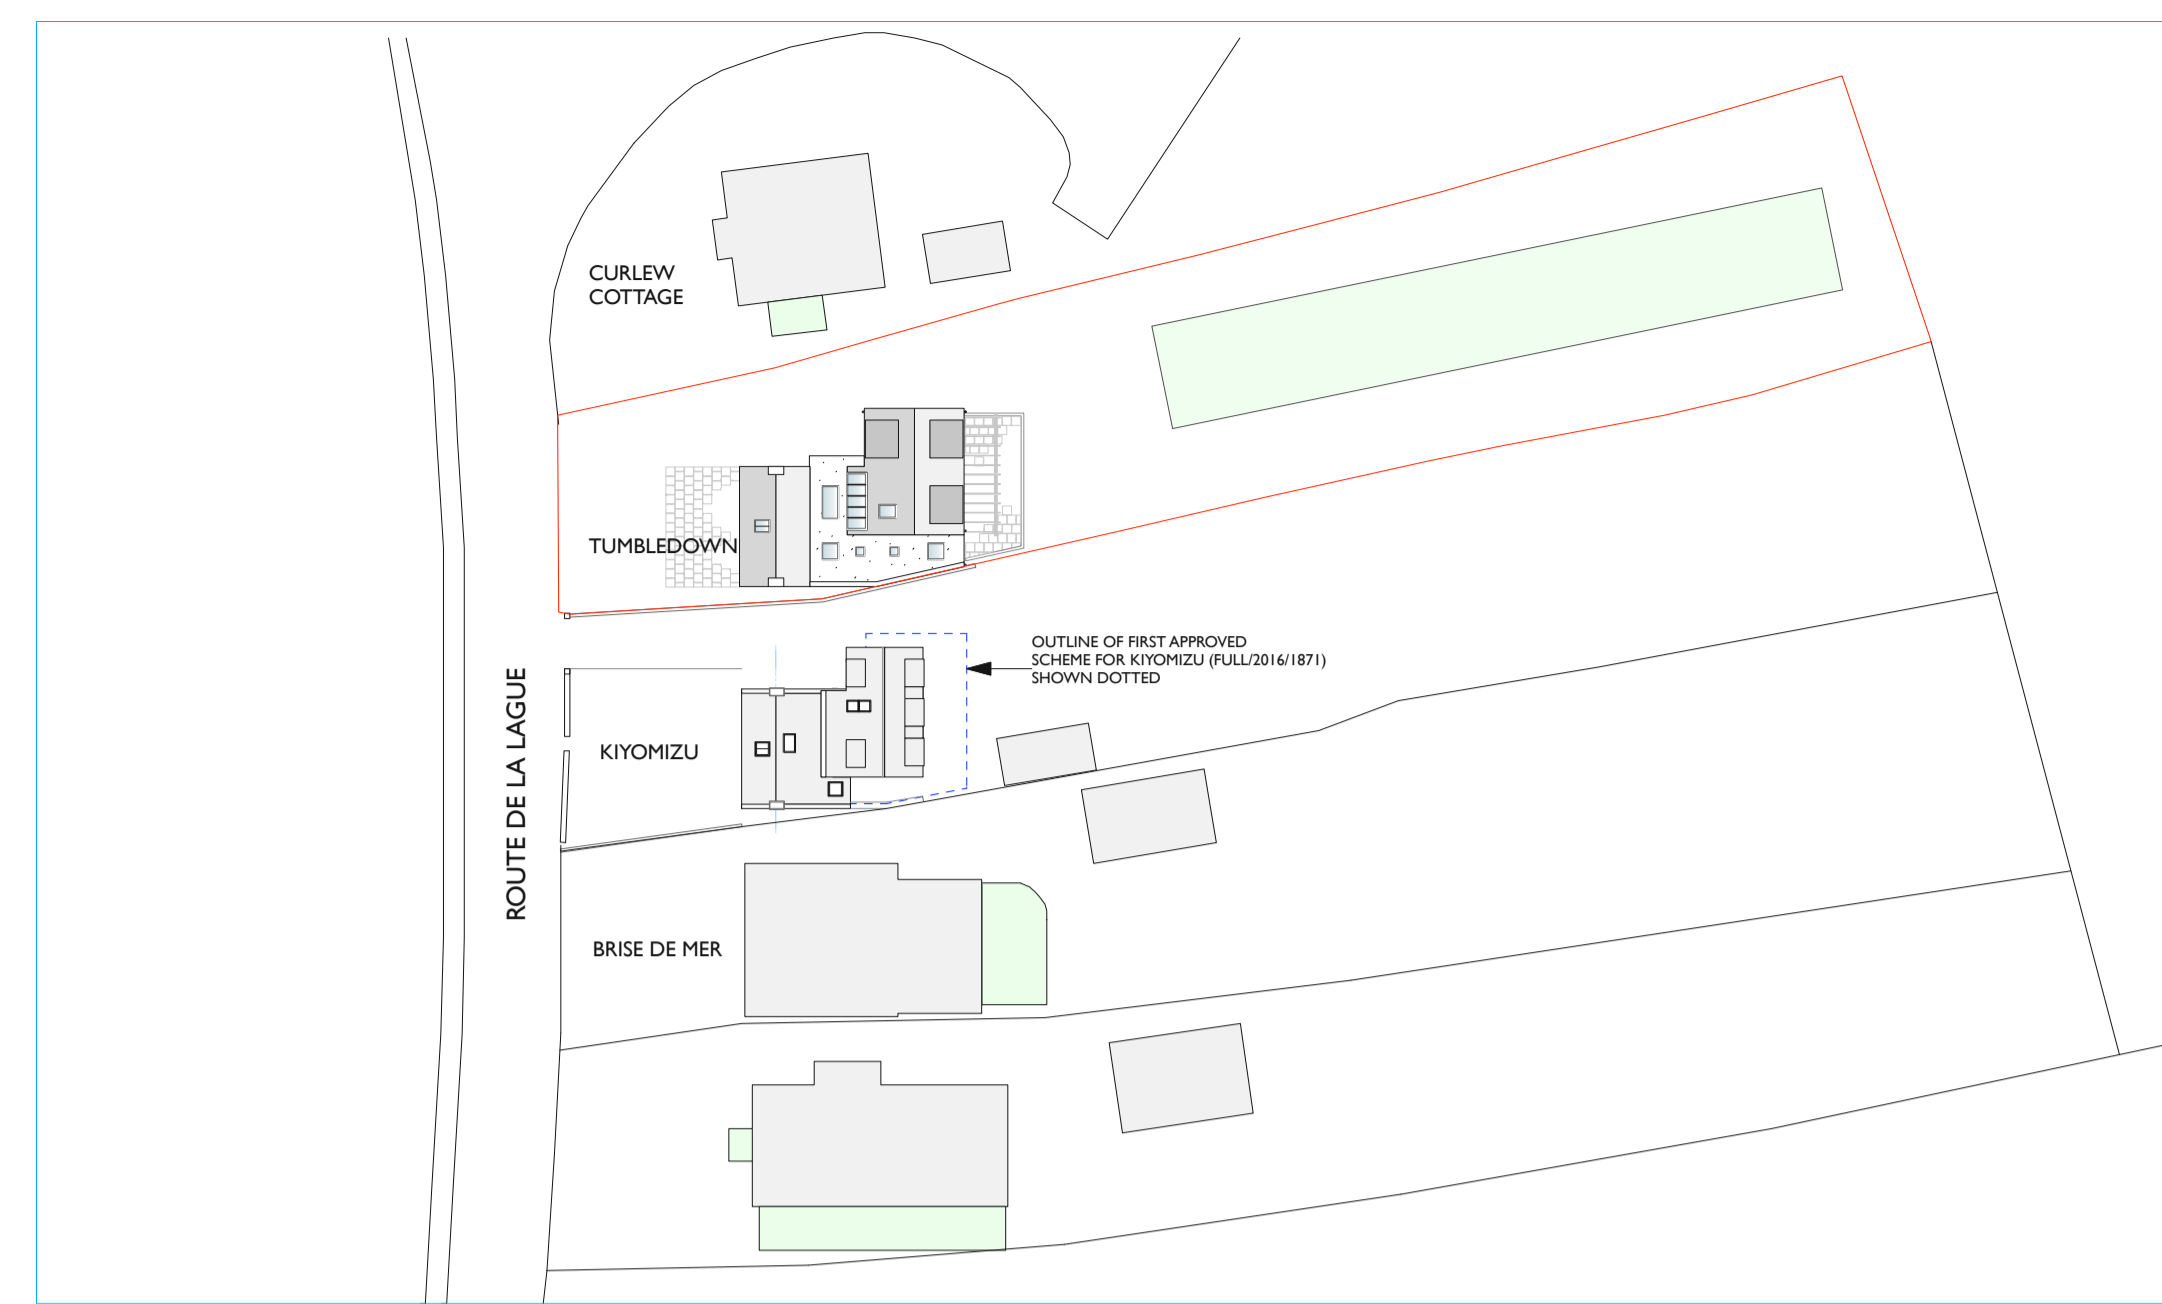 CURLEW
COTTAGE
TUMBLEDOWN
OUTLINE OF FIRST APPROVED
SCHEME FOR KIYOMIZU (FULL/2016/1871)
SHOWN DOTTED
ROUTE DE LA LAGUE
KIYOMIZU
BRISE DE MER